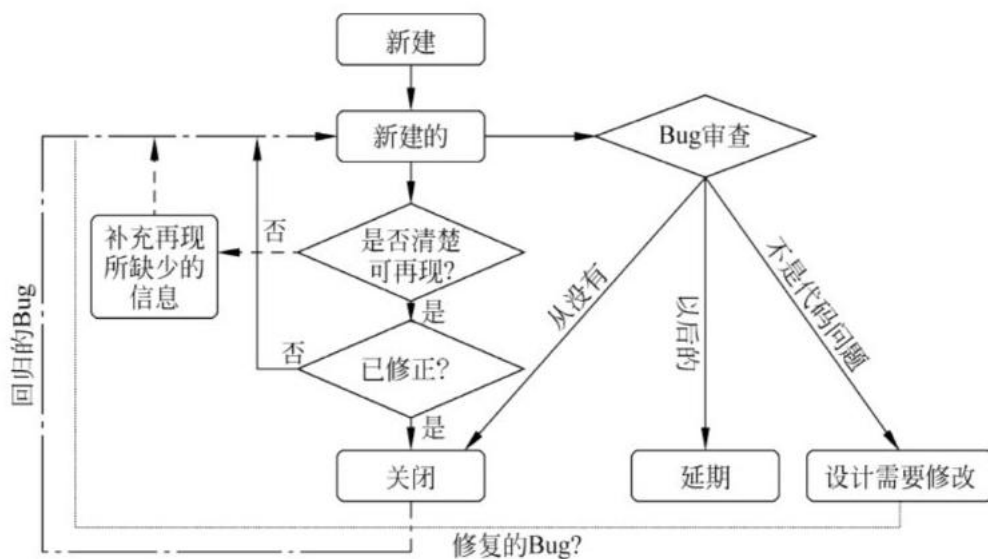 新建
新建的
Bug审查
否
补充再现
所缺少的
信息
是否清楚
可再现?
是
从没有
以后的
不是代码问题
回归的Bug
否
已修正?
是
关闭
延期
设计需要修改
修复的Bug?